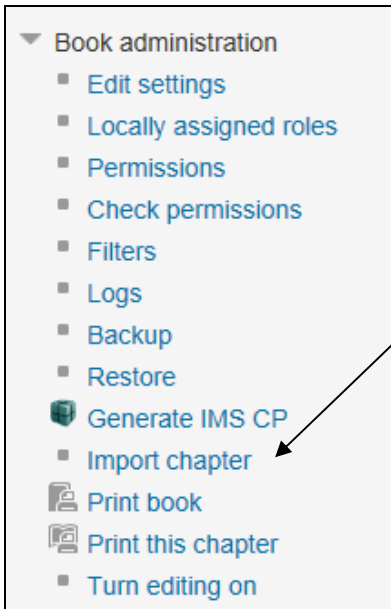 Book administration
Edit settings
Locally assigned roles
Permissions
Check permissions
Filters
Logs
Backup
Restore
Generate IMS CP
Import chapter
Print book
Print this chapter
Turn editing on